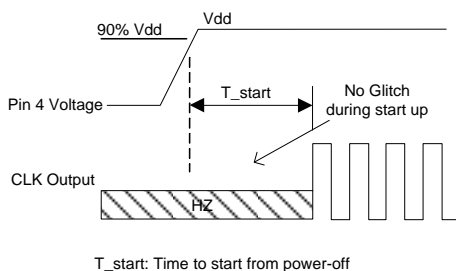 90% Vdd
Vdd
T_start
No Glitch
during start up
Pin 4 Voltage
CLK Output
HZ
T_start: Time to start from power-off